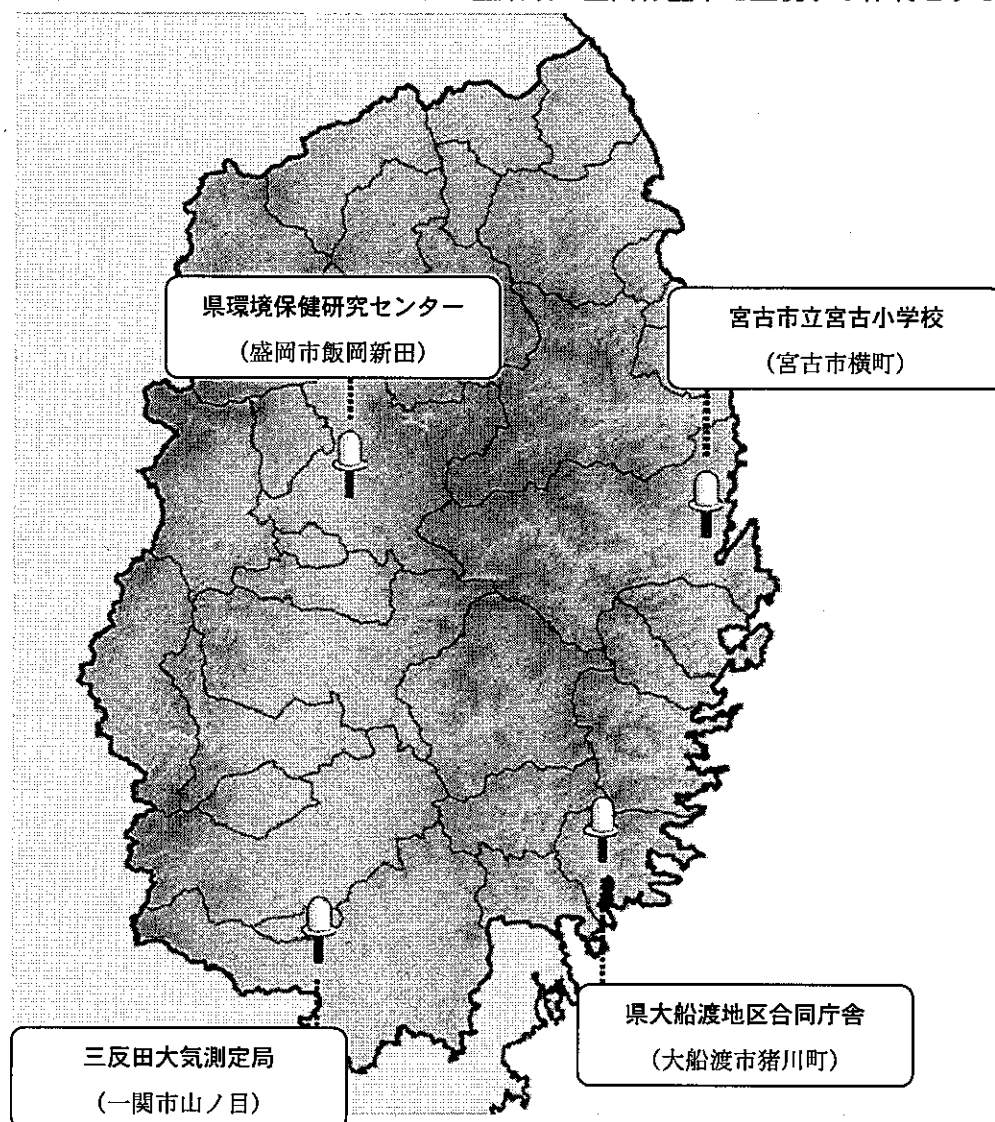 県環境保健研究センター
(盛岡市飯岡新田)
宮古市立宮古小学校
(宮古市横町)
県大船渡地区合同庁舎
(大船渡市猪川町)
三反田大気測定局
(一関市山ノ目)